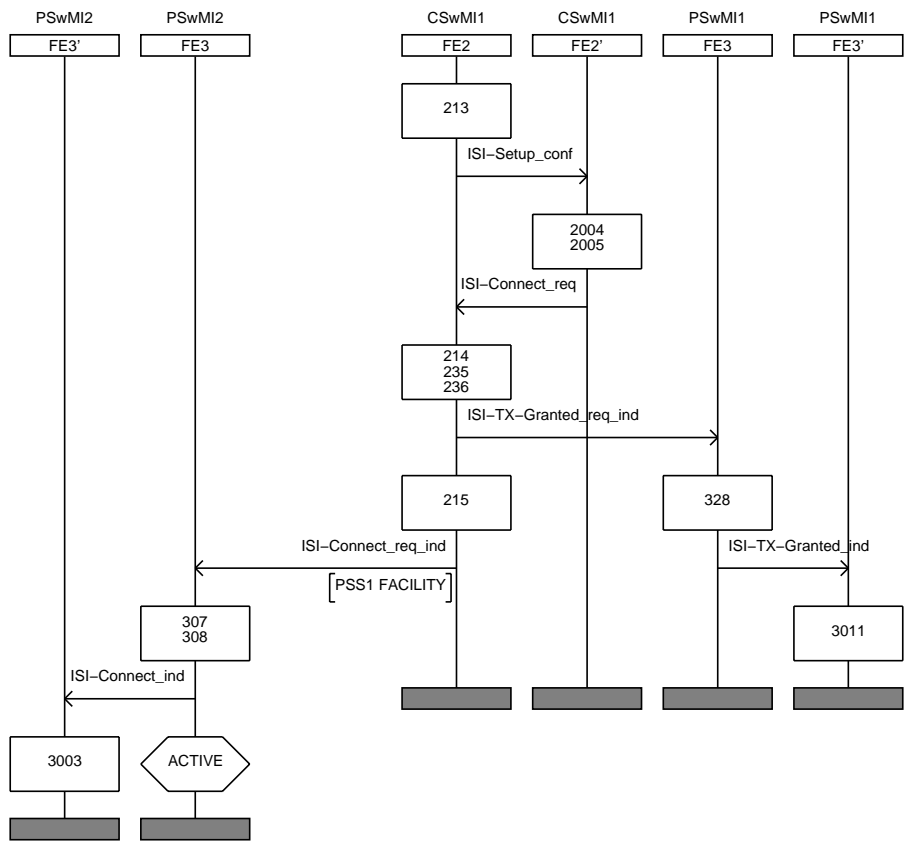 PSwMI2 PSwMI2 CSwMI1 CSwMI1 PSwMI1 PSwMI1
FE3’ FE3 FE2 FE2’ FE3 FE3’
213
ISI−Setup_conf
2004
2005
ISI−Connect_req
214
235
236
ISI−TX−Granted_req_ind
215 328
ISI−Connect_req_ind ISI−TX−Granted_ind
PSS1 FACILITY
307
308 3011
ISI−Connect_ind
3003 ACTIVE